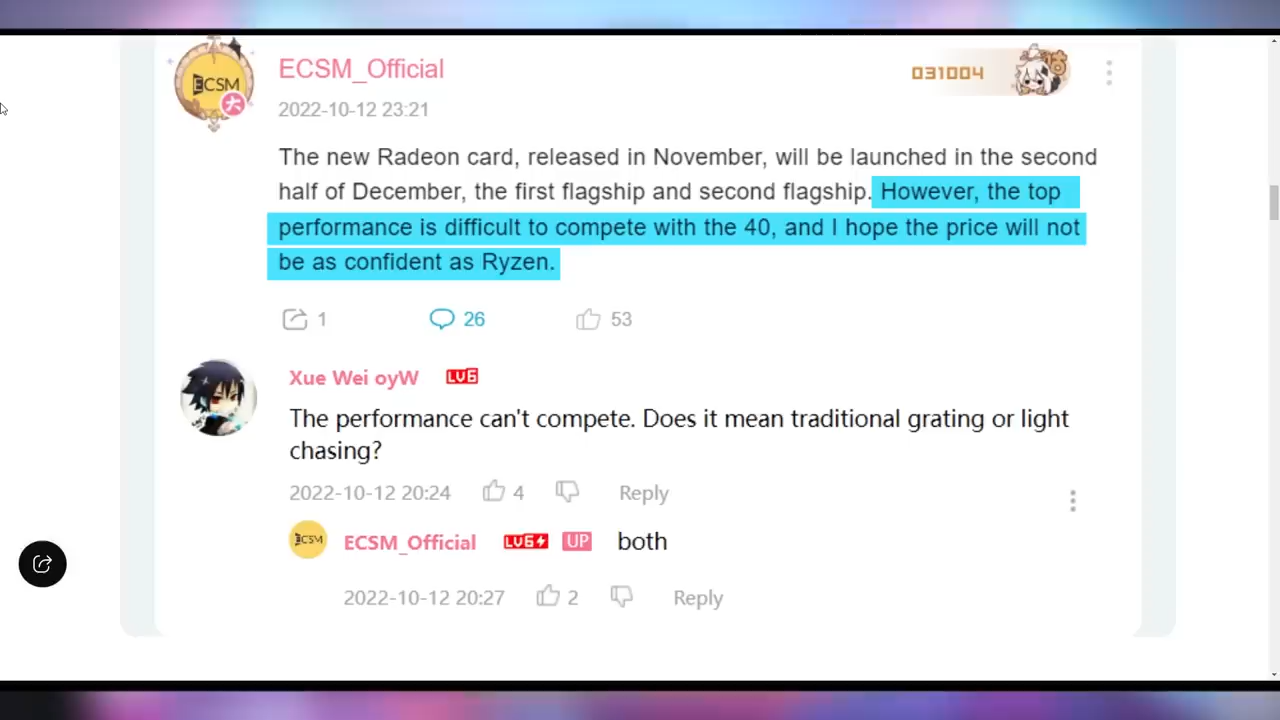 ECSM
大
ECSM_Official
031004
2022-10-12 23:21
The new Radeon card, released in November, will be launched in the second
half of December, the first flagship and second flagship. However, the top
performance is difficult to compete with the 40, and I hope the price will not
be as confident as Ryzen.
1
26
53
Xue Wei oyW LV6
The performance can't compete. Does it mean traditional grating or light
chasing?
2022-10-12 20:24 4 Reply
ECSM
ECSM_Official LV6 UP both
2022-10-12 20:27 2 Reply